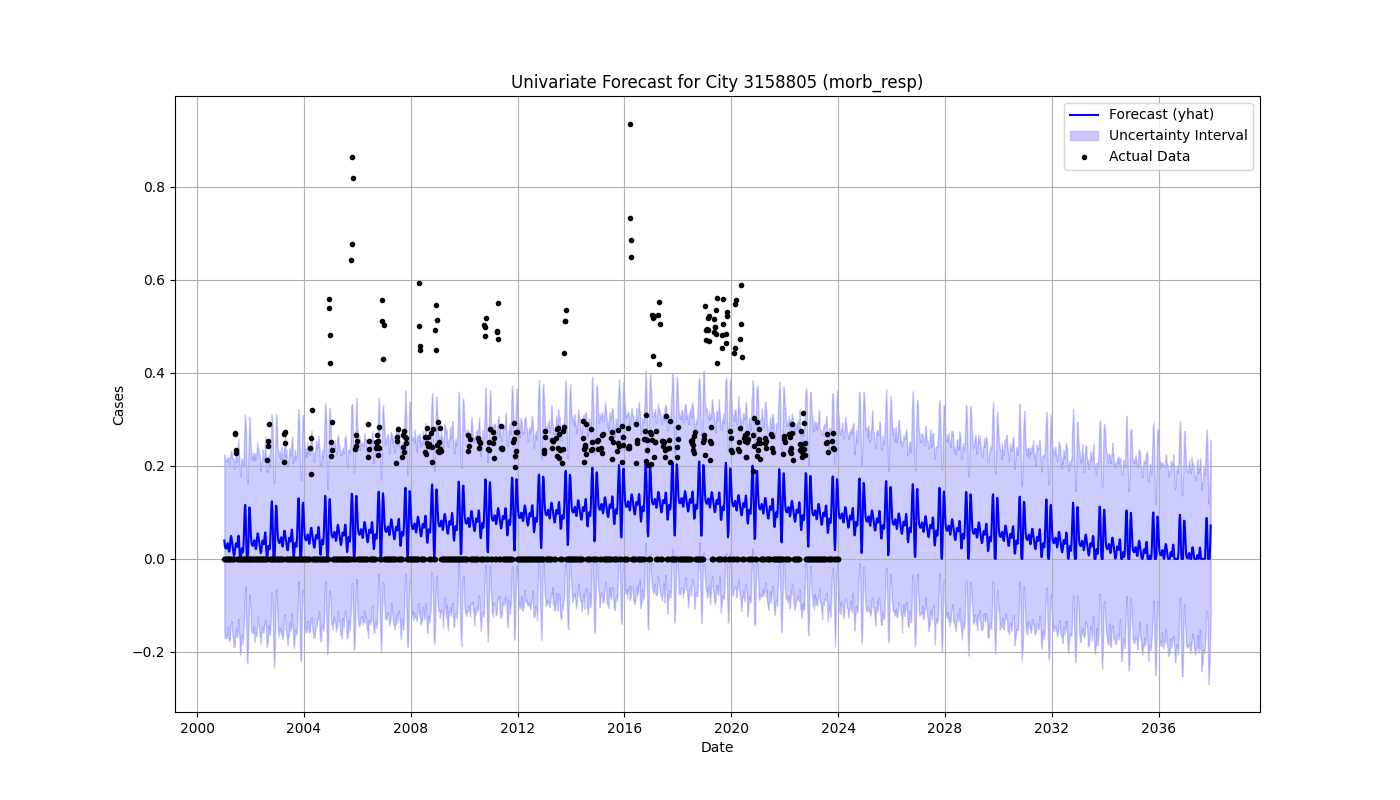 Univariate Forecast for City 3158805 (morb_resp)
Forecast (yhat)
Uncertainty Interval
Actual Data
Cases
0.8
0.6
0.4
0.2
0.0
−0.2
2000 2004 2008 2012 2016 2020 2024 2028 2032 2036
Date